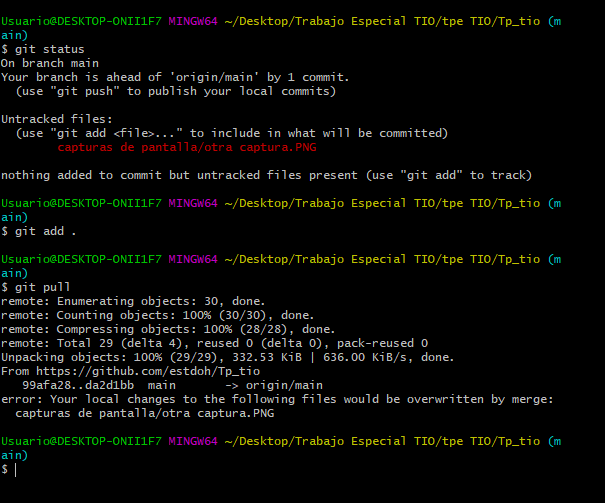 Usuario@DESKTOP-ONII1F7 MINGW64 ~/Desktop/Trabajo Especial TIO/tpe TIO/Tp_tio (m
ain)
$ git status
On branch main
Your branch is ahead of 'origin/main' by 1 commit.
  (use "git push" to publish your local commits)

Untracked files:
  (use "git add <file>..." to include in what will be committed)
        capturas de pantalla/otra captura.PNG

nothing added to commit but untracked files present (use "git add" to track)

Usuario@DESKTOP-ONII1F7 MINGW64 ~/Desktop/Trabajo Especial TIO/tpe TIO/Tp_tio (m
ain)
$ git add .

Usuario@DESKTOP-ONII1F7 MINGW64 ~/Desktop/Trabajo Especial TIO/tpe TIO/Tp_tio (m
ain)
$ git pull
remote: Enumerating objects: 30, done.
remote: Counting objects: 100% (30/30), done.
remote: Compressing objects: 100% (28/28), done.
remote: Total 29 (delta 4), reused 0 (delta 0), pack-reused 0
Unpacking objects: 100% (29/29), 332.53 KiB | 636.00 KiB/s, done.
From https://github.com/estdoh/Tp_tio
   99afa28..da2d1bb  main       -> origin/main
error: Your local changes to the following files would be overwritten by merge:
  capturas de pantalla/otra captura.PNG

Usuario@DESKTOP-ONII1F7 MINGW64 ~/Desktop/Trabajo Especial TIO/tpe TIO/Tp_tio (m
ain)
$